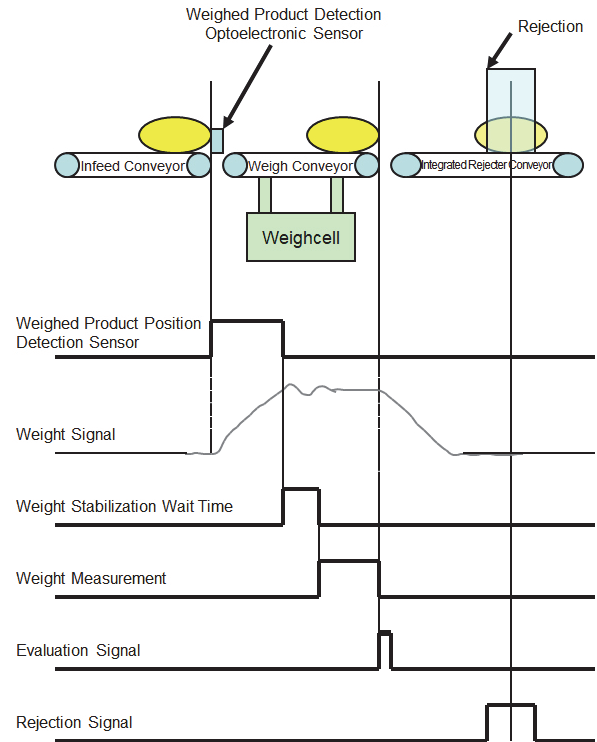 Weighed Product Detection
Optoelectronic Sensor
Rejection
Infeed Conveyor
Weigh Conveyor
Integrated Rejecter Conveyor
Weighcell
Weighed Product Position
Detection Sensor
Weight Signal
Weight Stabilization Wait Time
Weight Measurement
Evaluation Signal
Rejection Signal